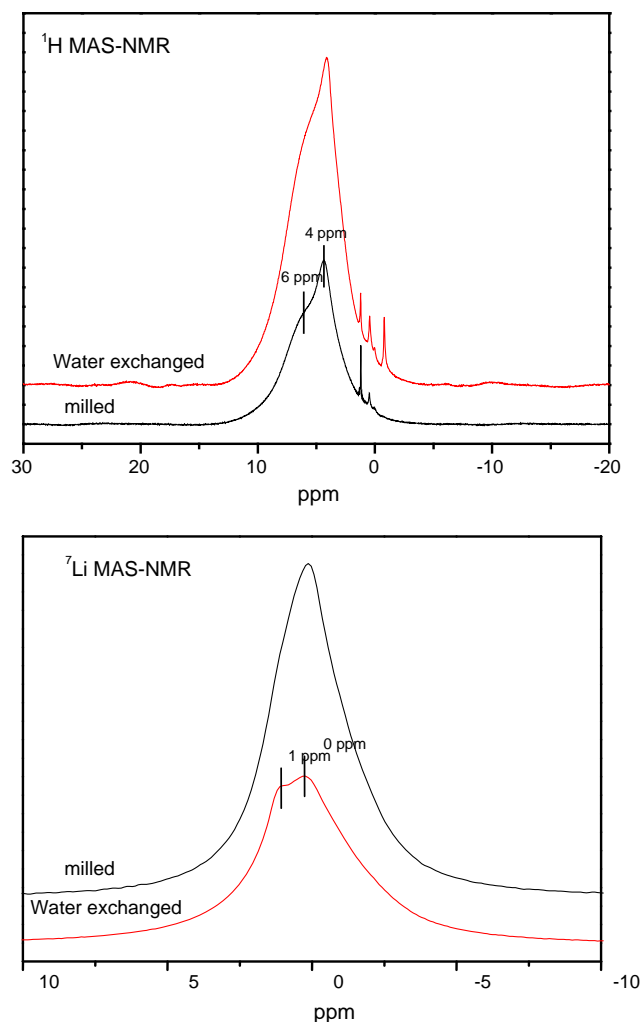 ¹H MAS-NMR
4 ppm
6 ppm
Water exchanged
milled
30 20 10 0 -10 -20
ppm
⁷Li MAS-NMR
0 ppm
1 ppm
milled
Water exchanged
10 5 0 -5 -10
ppm